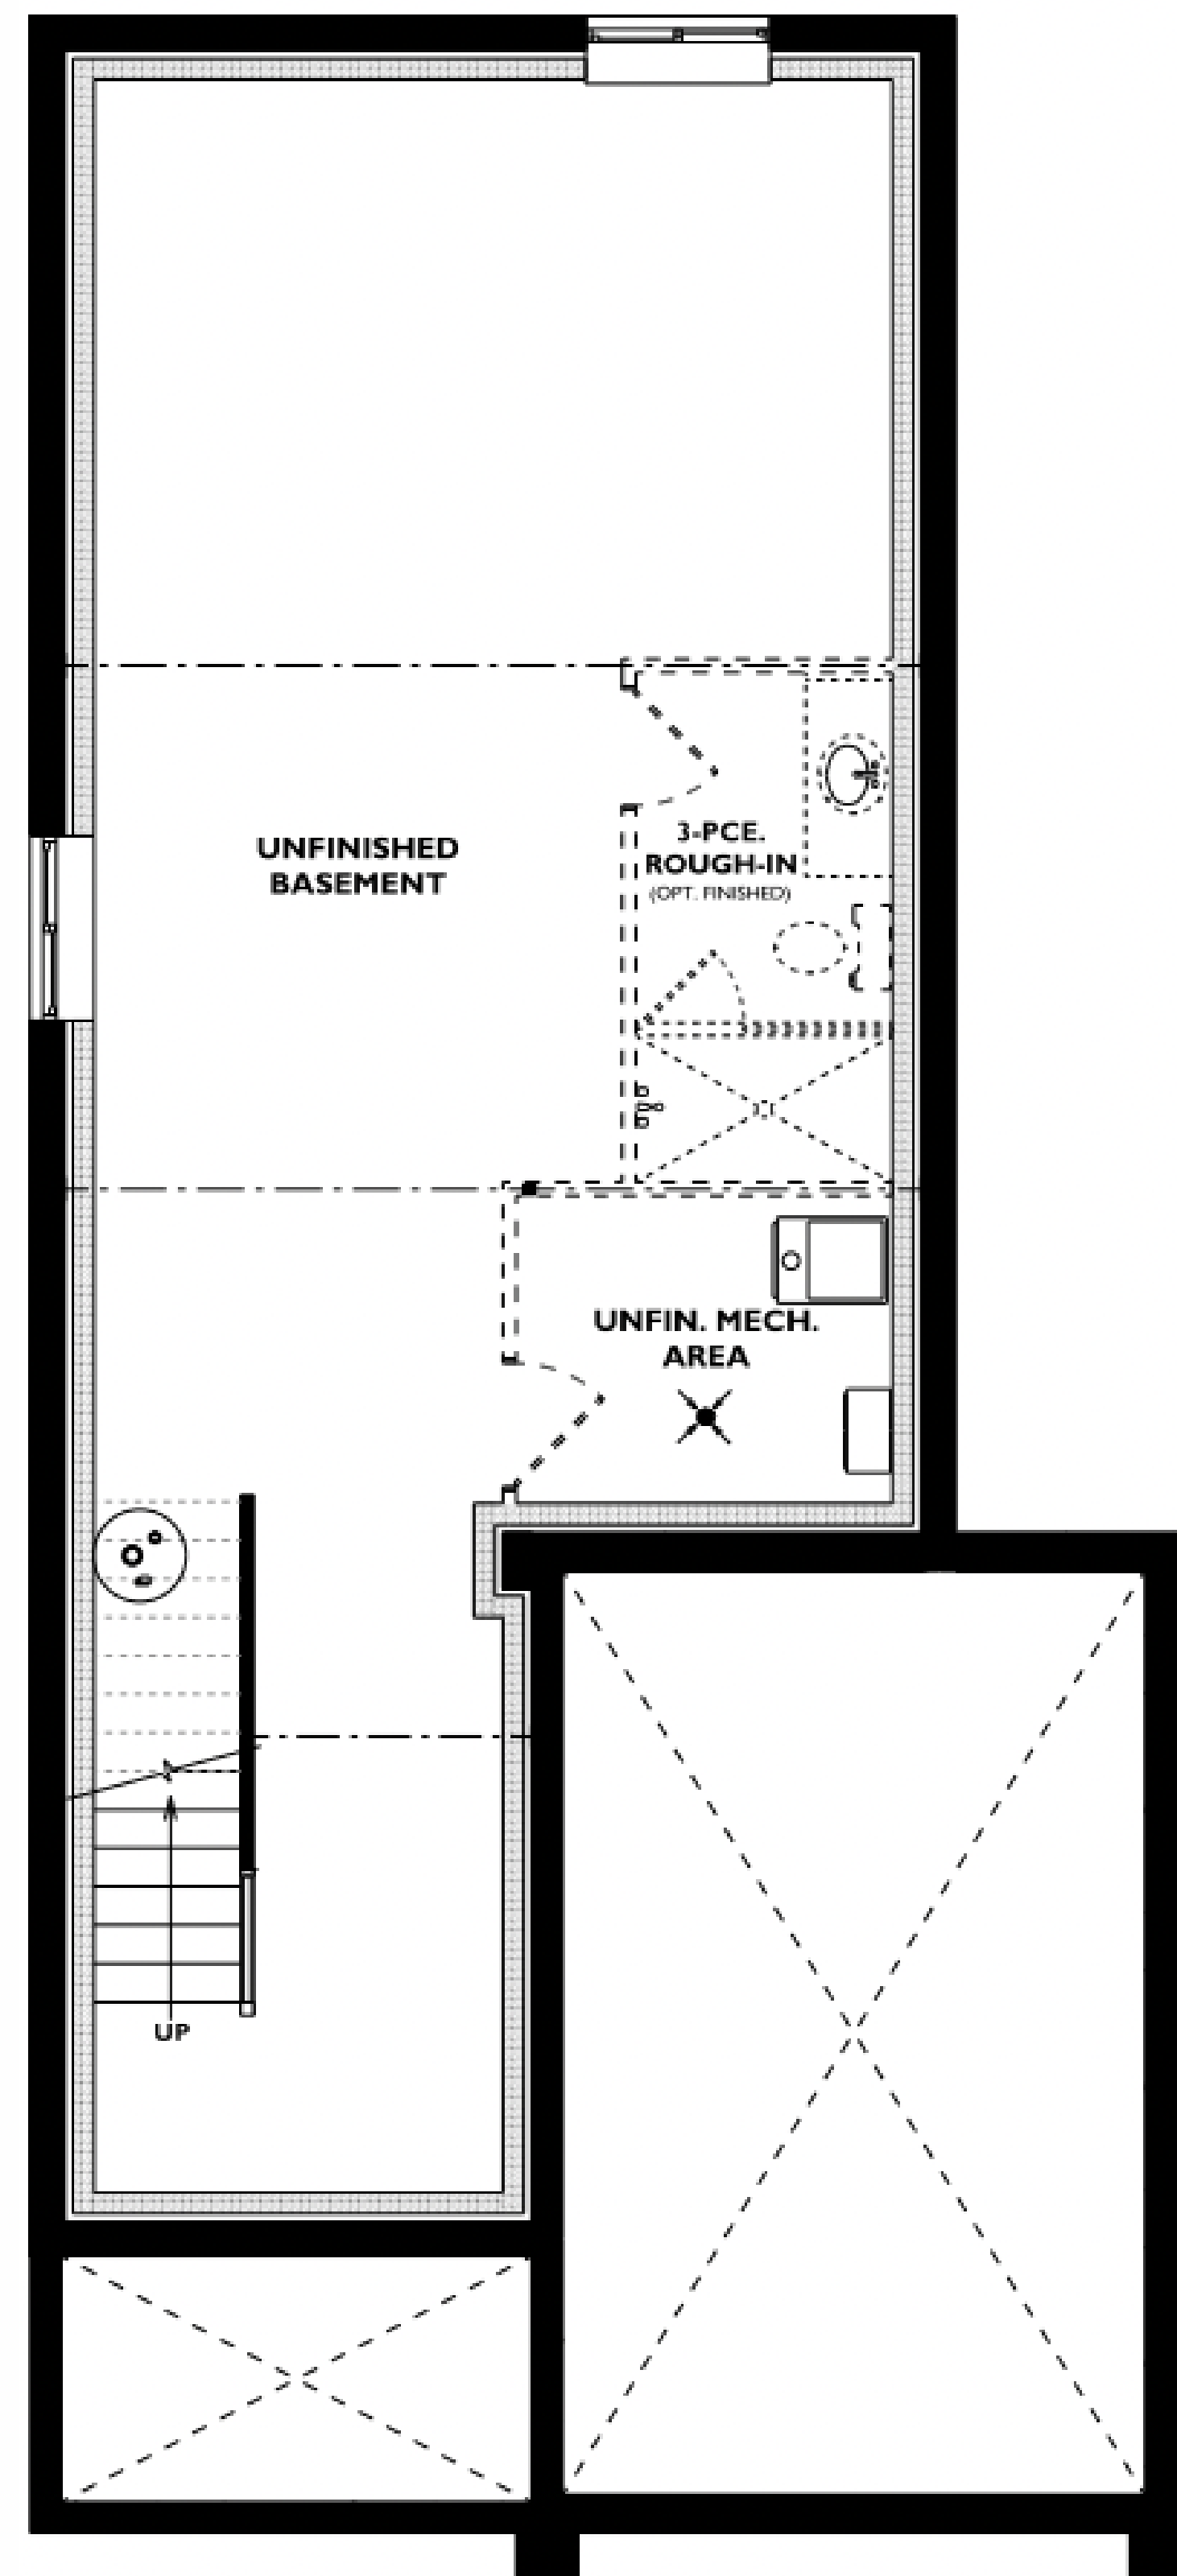 UNFINISHED
BASEMENT
3-PCE.
ROUGH-IN
(OPT. FINISHED)
UNFIN. MECH.
AREA
UP